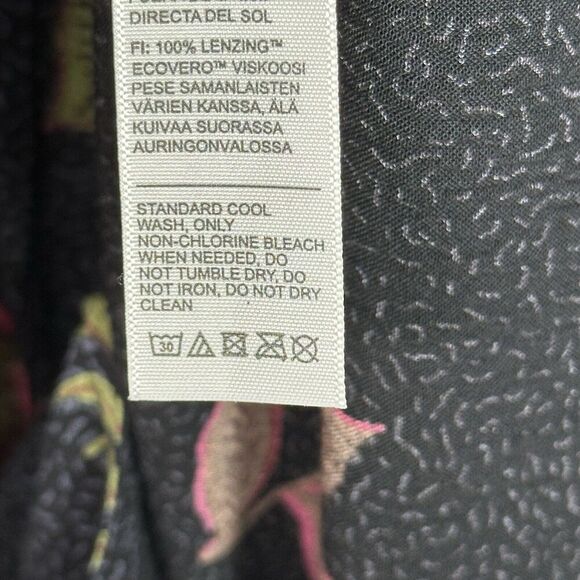 DIRECTA DEL SOL
FI: 100% LENZING™
ECOVERO™ VISKOOSI
PESE SAMANLAISTEN
VÄRIEN KANSSA, ÄLÄ
KUIVAA SUORASSA
AURINGONVALOSSA
STANDARD COOL
WASH, ONLY
NON-CHLORINE BLEACH
WHEN NEEDED, DO
NOT TUMBLE DRY, DO
NOT IRON, DO NOT DRY
CLEAN
30